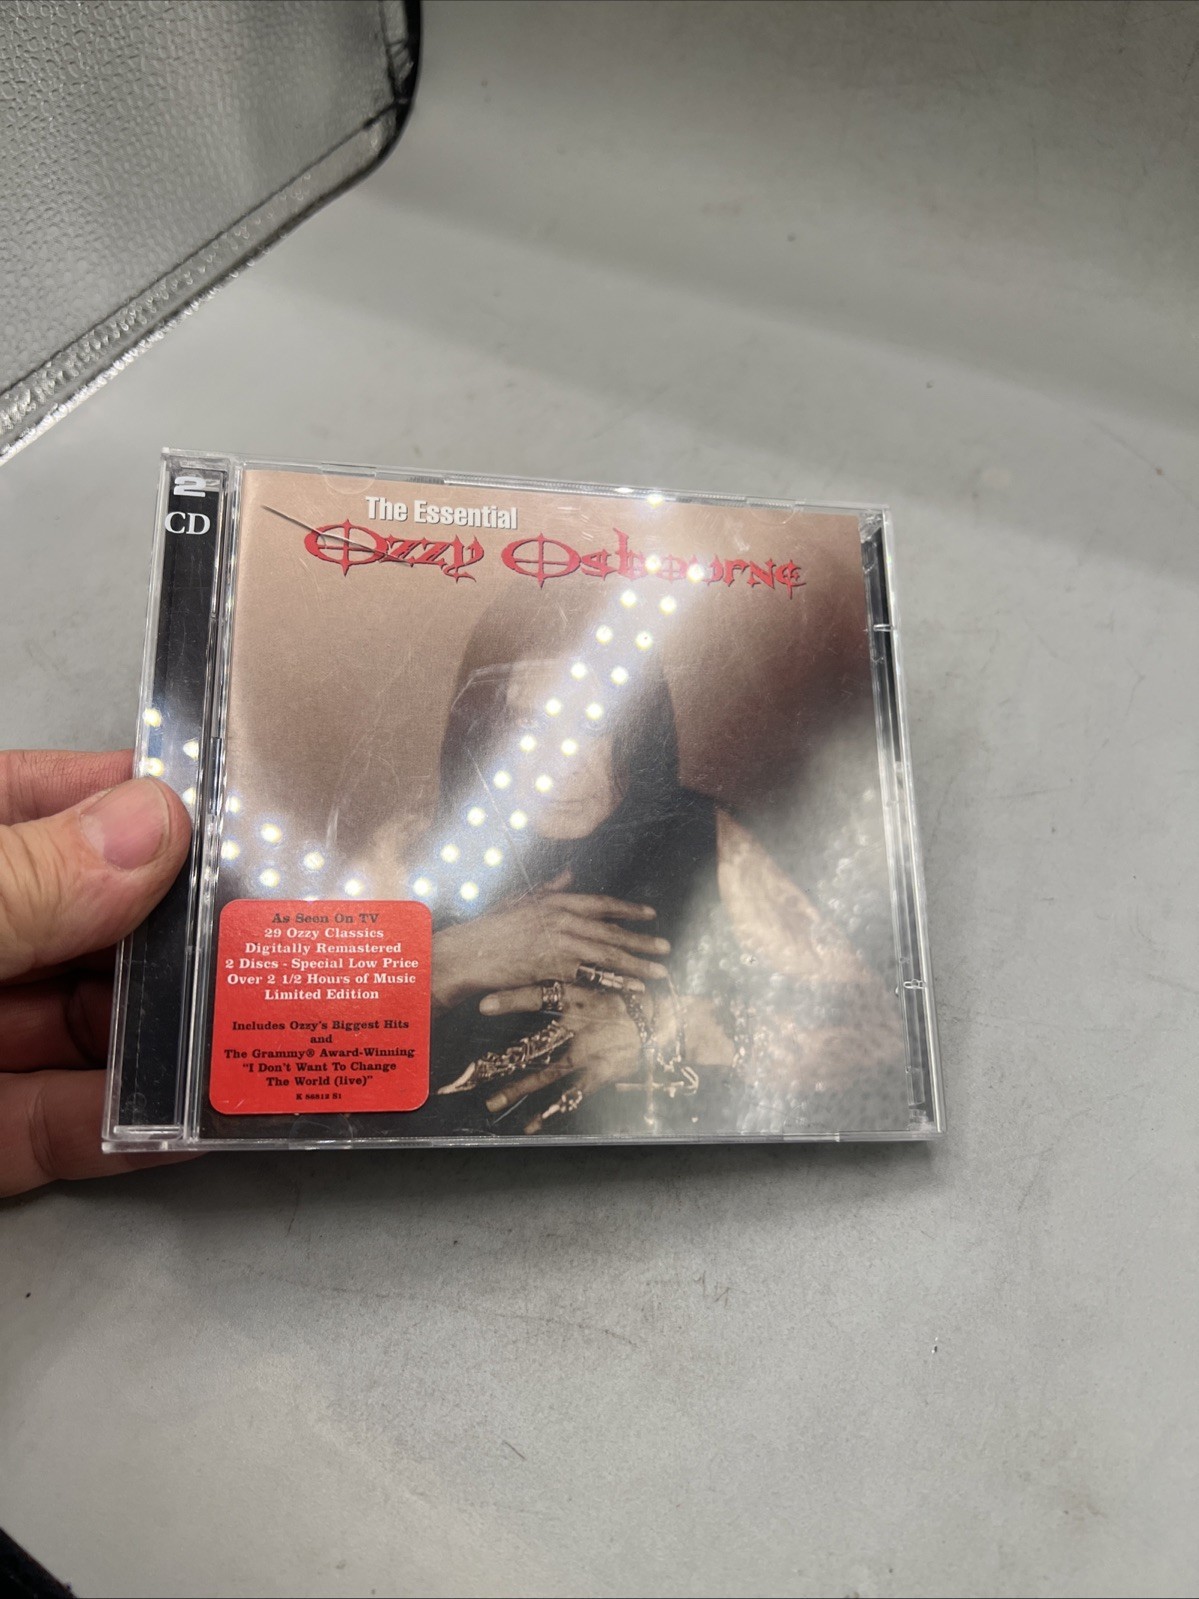 2
CD
The Essential
Ozzy Osbourne
As Seen On TV
29 Ozzy Classics
Digitally Remastered
2 Discs - Special Low Price
Over 2 1/2 Hours of Music
Limited Edition
Includes Ozzy's Biggest Hits
and
The Grammy® Award-Winning
"I Don't Want To Change
The World (live)"